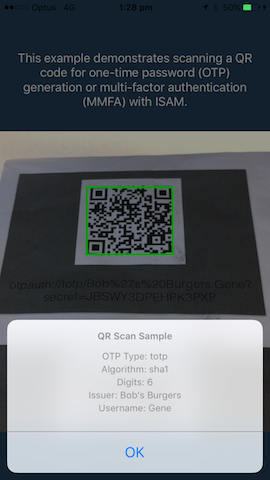 Optus 4G 1:28 pm 50%
This example demonstrates scanning a QR
code for one-time password (OTP)
generation or multi-factor authentication
(MMFA) with ISAM.
otpauth://totp/Bob%27s%20Burgers:Gene?
secret=JBSWY3DPEHPK3PXP
QR Scan Sample
OTP Type: totp
Algorithm: sha1
Digits: 6
Issuer: Bob's Burgers
Username: Gene
OK